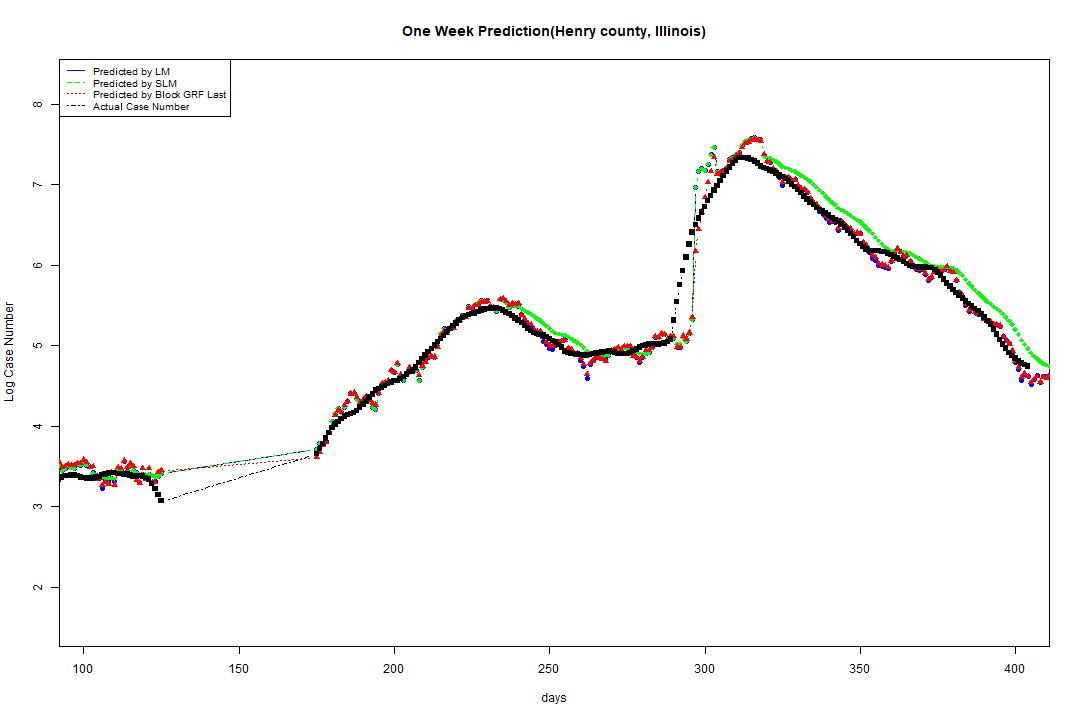 One Week Prediction(Henry county, Illinois)
Predicted by LM
Predicted by SLM
Predicted by Block GRF Last
Actual Case Number
8
7
6
5
4
3
2
Log Case Number
100 150 200 250 300 350 400
days